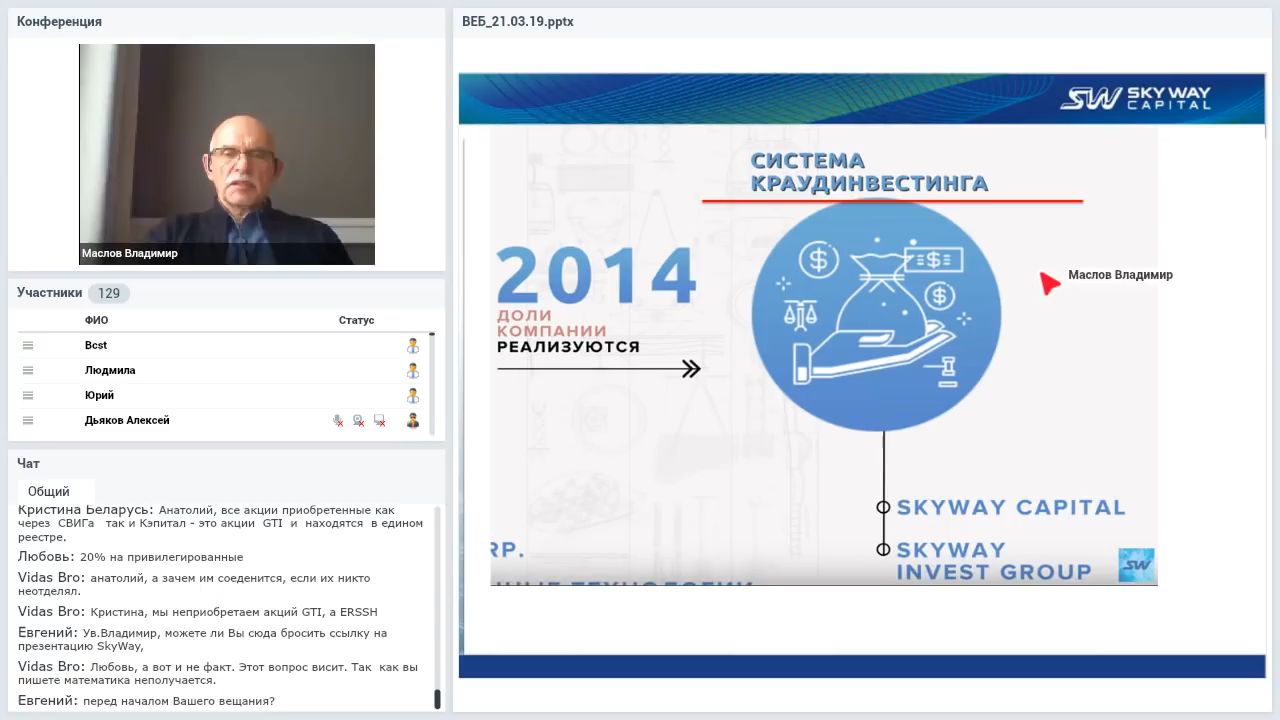 Конференция
Маслов Владимир
Участники 129
ФИО Статус
Bcst
Людмила
Юрий
Дьяков Алексей
Чат
Общий
Кристина Беларусь: Анатолий, все акции приобретенные как
через СВИГа так и Кэпитал - это акции GTI и находятся в едином
реестре.
Любовь: 20% на привилегированные
Vidas Bro: анатолий, а зачем им соеденится, если их никто
неотделял.
Vidas Bro: Кристина, мы неприобретаем акций GTI, а ERSSH
Евгений: Ув.Владимир, можете ли Вы сюда бросить ссылку на
презентацию SkyWay,
Vidas Bro: Любовь, а вот и не факт. Этот вопрос висит. Так как вы
пишете математика неполучается.
Евгений: перед началом Вашего вещания?
ВЕБ_21.03.19.pptx
SW SKY WAY
CAPITAL
СИСТЕМА
КРАУДИНВЕСТИНГА
2014
ДОЛИ
КОМПАНИИ
РЕАЛИЗУЮТСЯ
Маслов Владимир
SKYWAY CAPITAL
RP.
SKYWAY
INVEST GROUP
SW